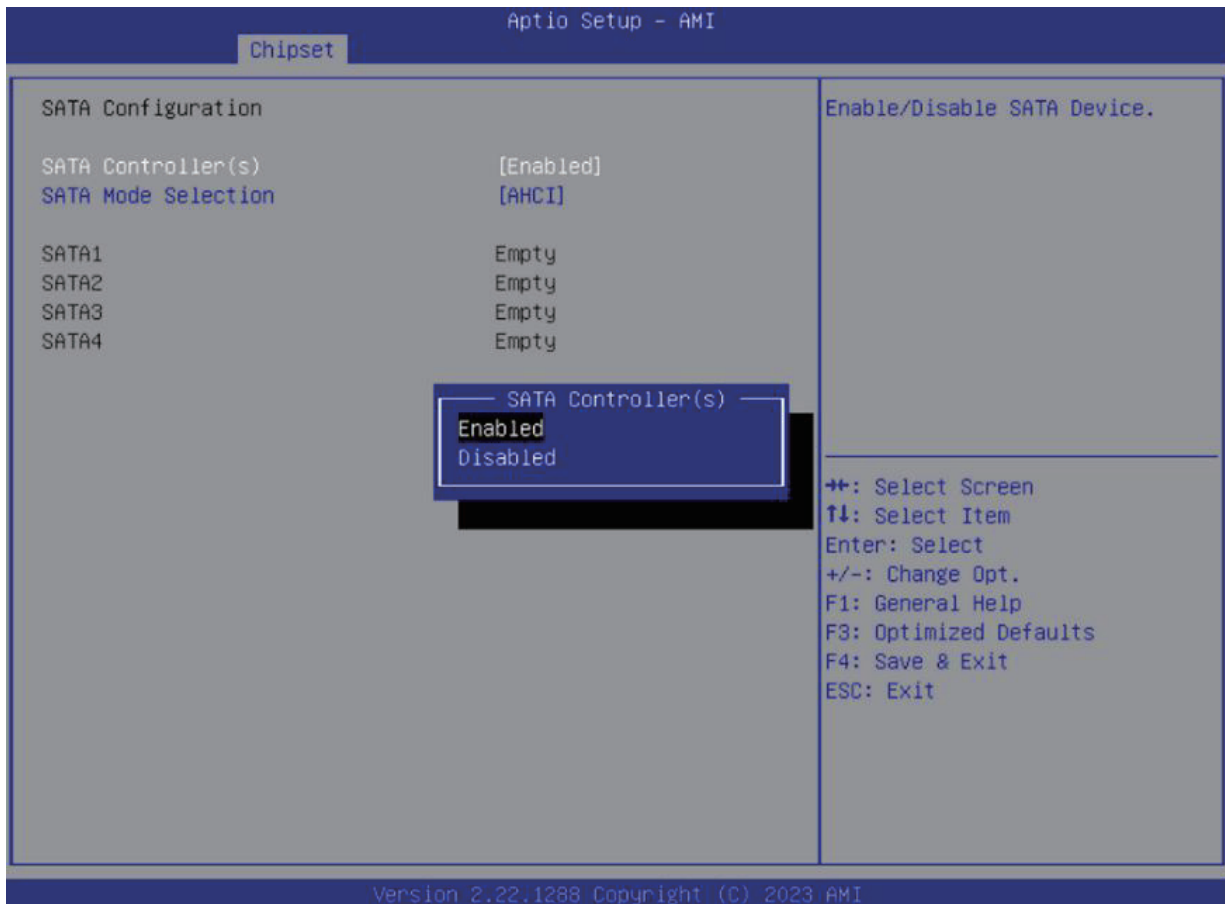 Aptio Setup - AMI
Chipset
SATA Configuration
SATA Controller(s) [Enabled]
SATA Mode Selection [AHCI]
SATA1 Empty
SATA2 Empty
SATA3 Empty
SATA4 Empty
SATA Controller(s)
Enabled
Disabled
Enable/Disable SATA Device.
→←: Select Screen
↑↓: Select Item
Enter: Select
+/-: Change Opt.
F1: General Help
F3: Optimized Defaults
F4: Save & Exit
ESC: Exit
Version 2.22.1288 Copyright (C) 2023 AMI